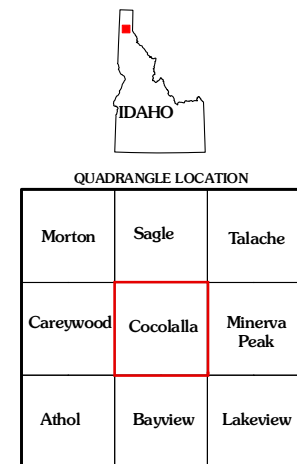 IDAHO
QUADRANGLE LOCATION
Morton Sagle Talache
Careywood Cocolalla Minerva
Peak
Athol Bayview Lakeview